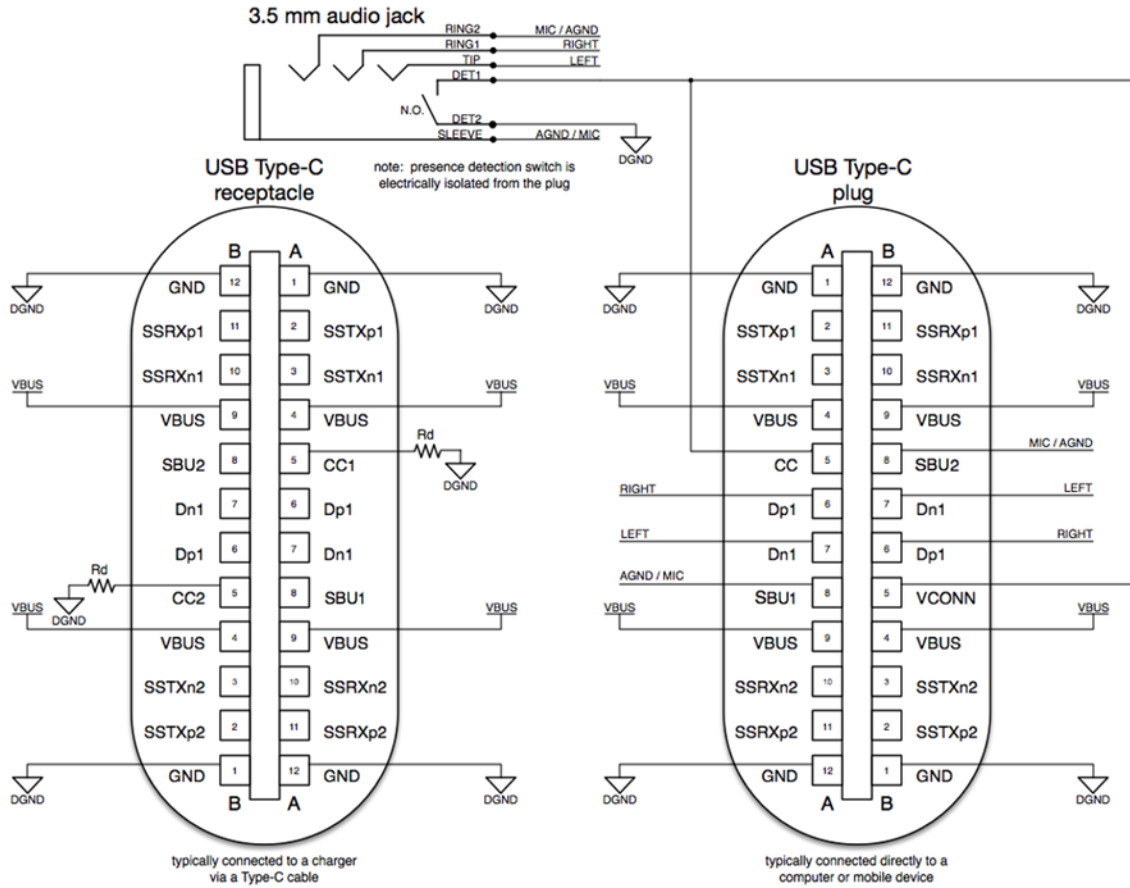 3.5 mm audio jack
RING2 MIC / AGND
RING1 RIGHT
TIP LEFT
DET1
N.O.
DET2
SLEEVE AGND / MIC
DGND
note: presence detection switch is
electrically isolated from the plug
USB Type-C
receptacle
B A
GND 12 1 GND
DGND DGND
SSRXp1 11 2 SSTXp1
SSRXn1 10 3 SSTXn1
VBUS VBUS
VBUS 9 4 VBUS
Rd
SBU2 8 5 CC1
DGND
Dn1 7 6 Dp1
Dp1 6 7 Dn1
Rd
CC2 5 8 SBU1
DGND
VBUS VBUS
VBUS 4 9 VBUS
SSTXn2 3 10 SSRXn2
SSTXp2 2 11 SSRXp2
GND 1 12 GND
DGND DGND
B A
typically connected to a charger
via a Type-C cable
USB Type-C
plug
A B
GND 1 12 GND
DGND DGND
SSTXp1 2 11 SSRXp1
SSTXn1 3 10 SSRXn1
VBUS VBUS
VBUS 4 9 VBUS
MIC / AGND
CC 5 8 SBU2
RIGHT LEFT
Dp1 6 7 Dn1
LEFT RIGHT
Dn1 7 6 Dp1
AGND / MIC
SBU1 8 5 VCONN
VBUS VBUS
VBUS 9 4 VBUS
SSRXn2 10 3 SSTXn2
SSRXp2 11 2 SSTXp2
GND 12 1 GND
DGND DGND
A B
typically connected directly to a
computer or mobile device